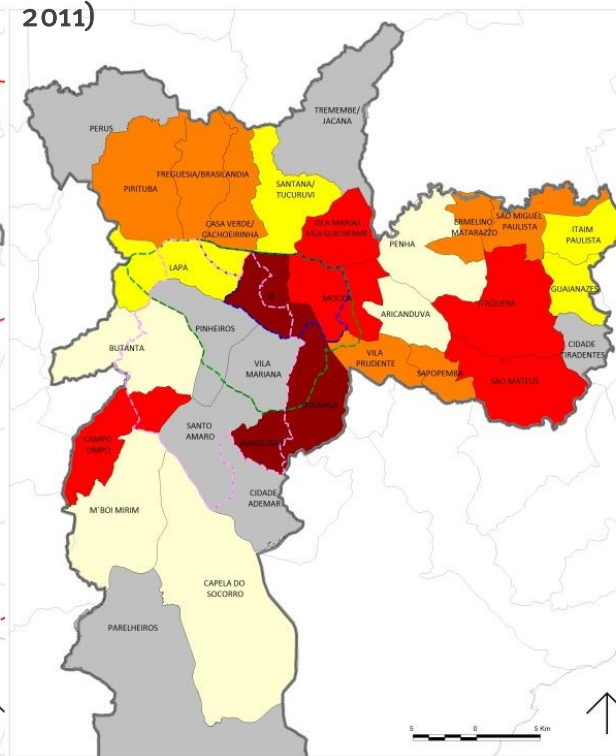 2011)
TREMEMBE/
JACANA
PERUS
FREGUESIA/BRASILANDIA
PIRITUBA
SANTANA/
TUCURUVI
CASA VERDE/
CACHOEIRINHA
VILA MARIA/
VILA GUILHERME
PENHA
ERMELINO
MATARAZZO
SAO MIGUEL
PAULISTA
ITAIM
PAULISTA
LAPA
GUAIANAZES
SE
MOOCA
ITAQUERA
ARICANDUVA
PINHEIROS
BUTANTA
VILA
MARIANA
VILA
PRUDENTE
SAPOPEMBA
CIDADE
TIRADENTES
SAO MATEUS
IPIRANGA
SANTO
AMARO
JABAQUARA
CAMPO
LIMPO
CIDADE
ADEMAR
M'BOI MIRIM
CAPELA DO
SOCORRO
PARELHEIROS
5 0 5 Km